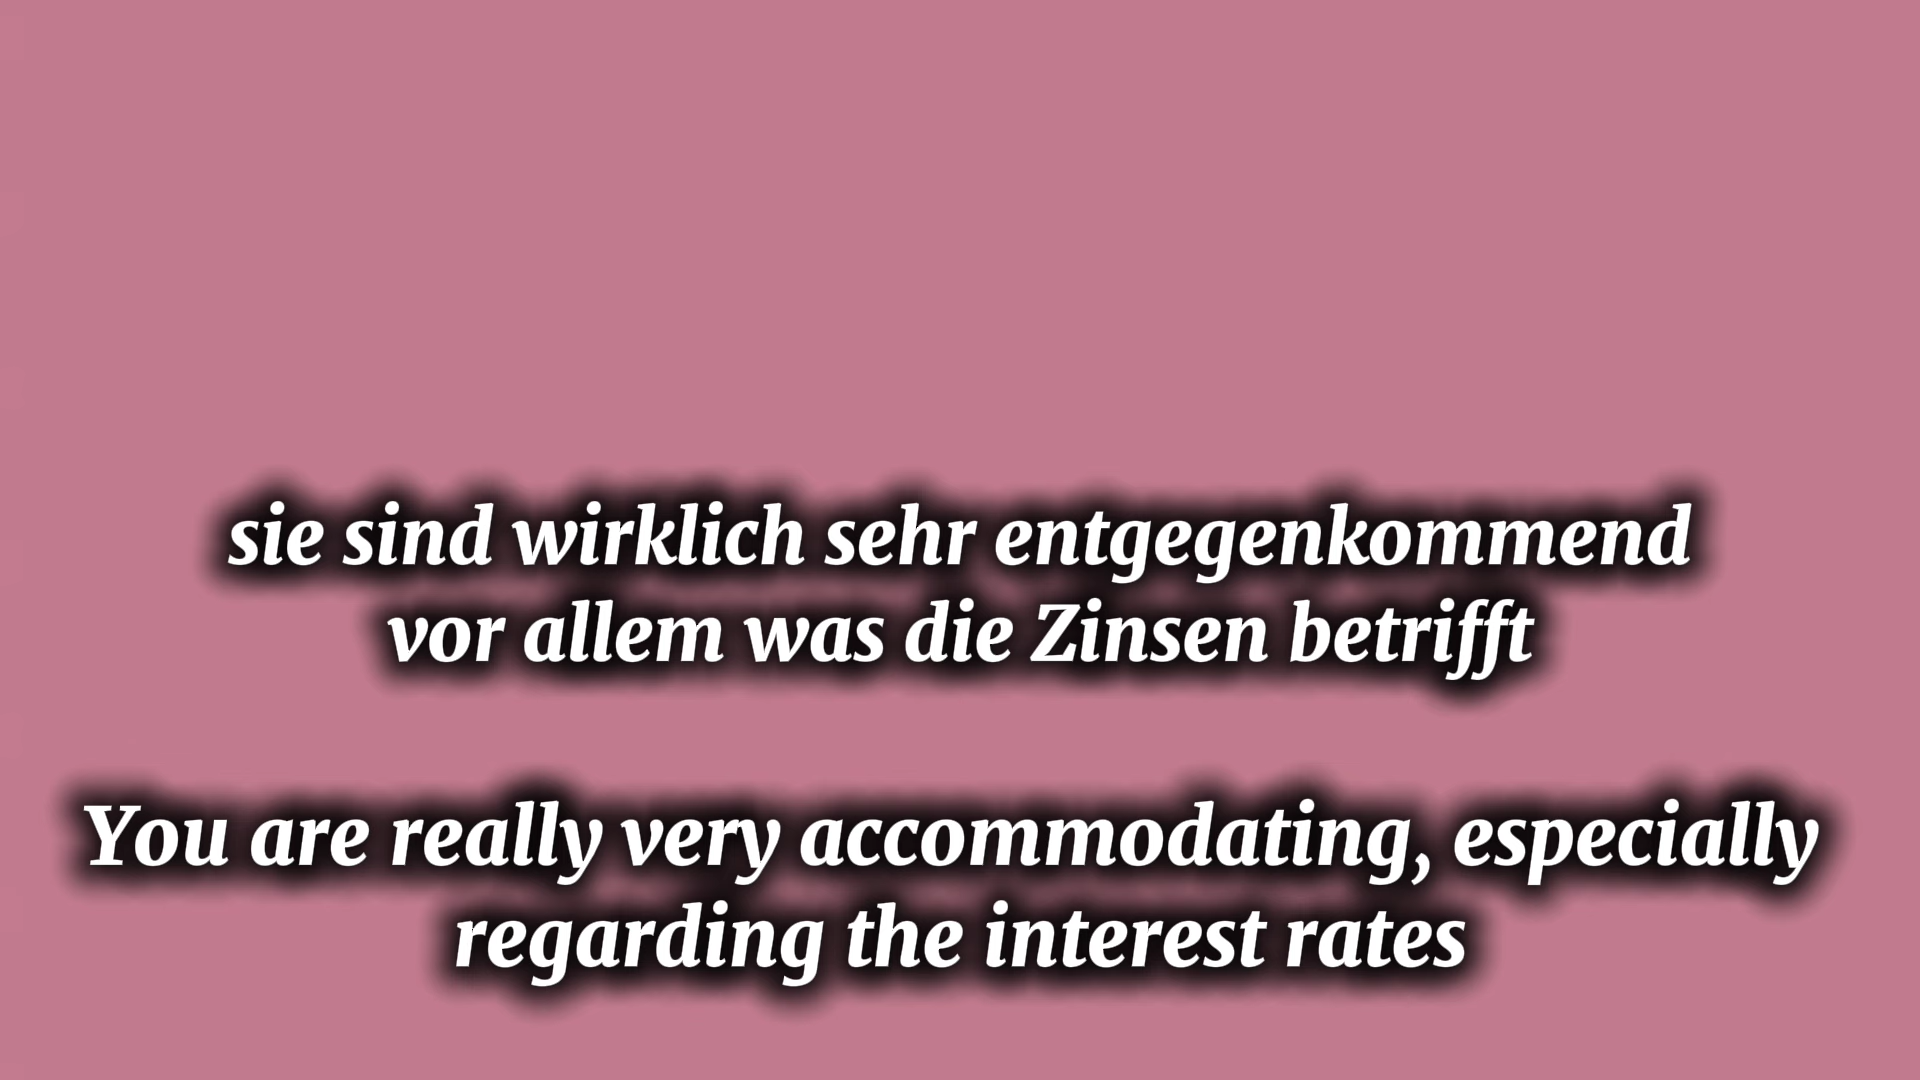 sie sind wirklich sehr entgegenkommend
vor allem was die Zinsen betrifft
You are really very accommodating, especially
regarding the interest rates